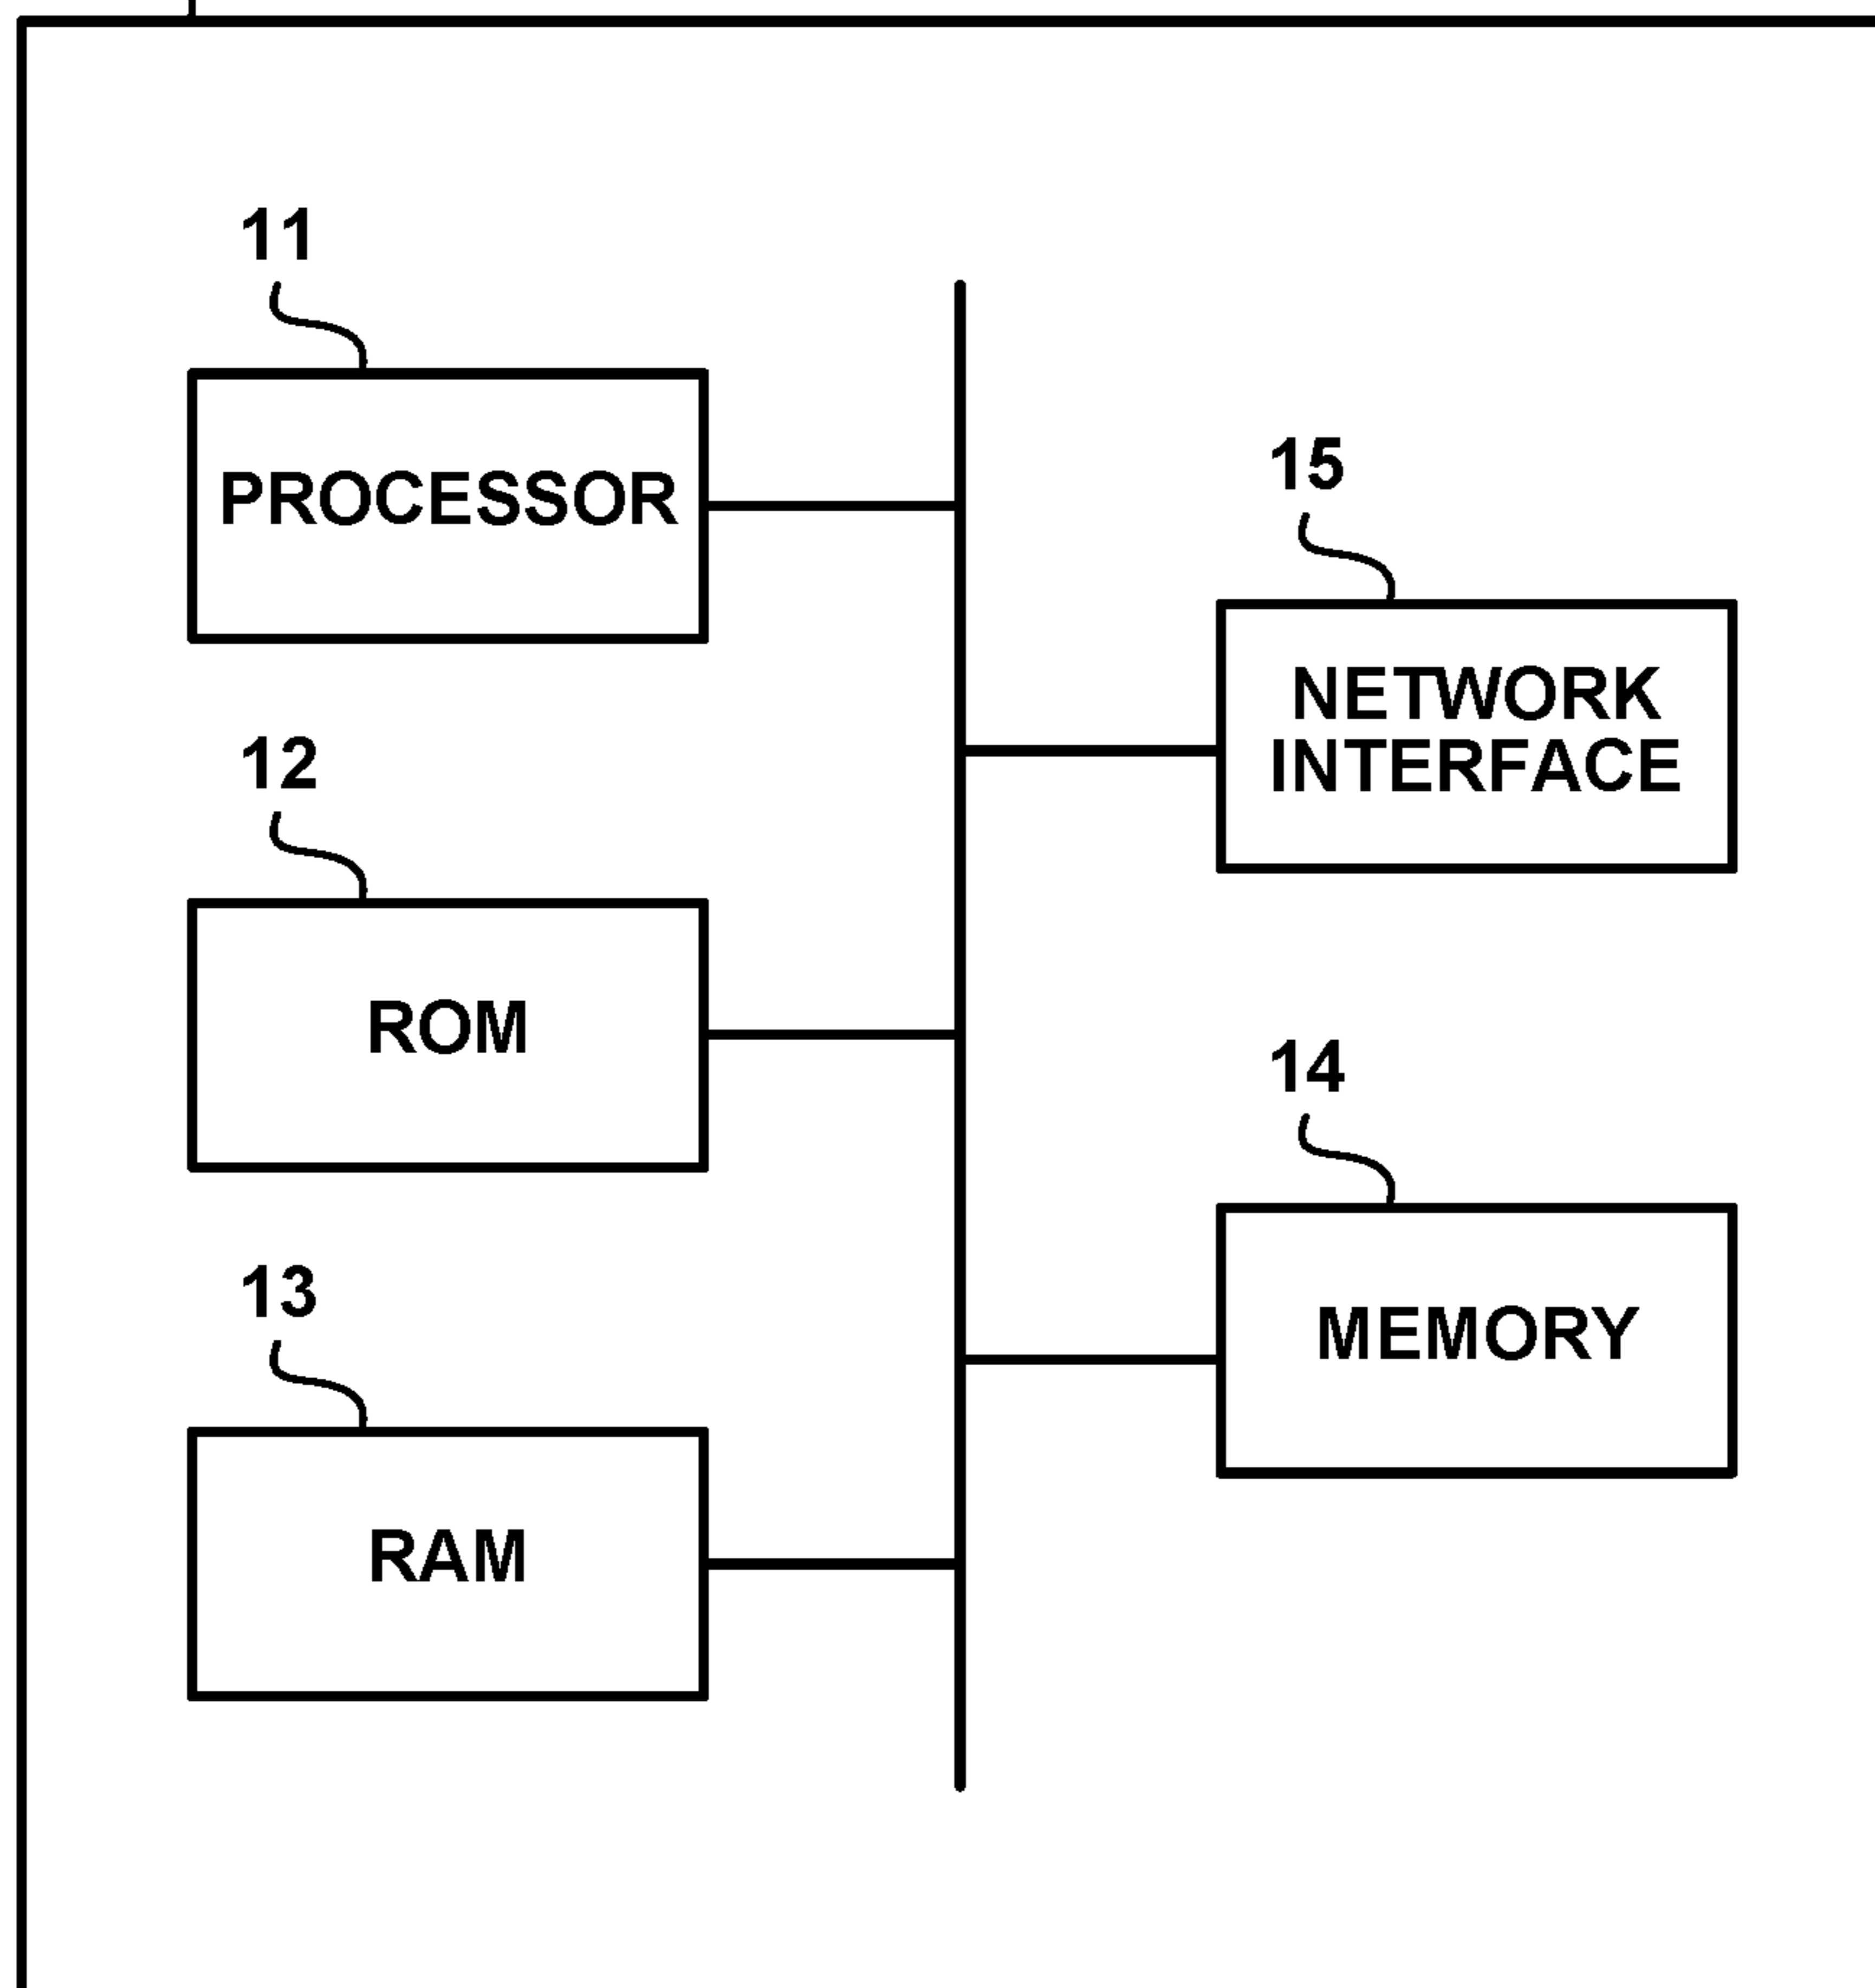 11
PROCESSOR
12
ROM
13
RAM
15
NETWORK
INTERFACE
14
MEMORY